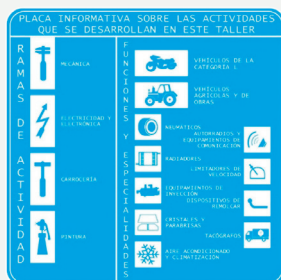 PLACA INFORMATIVA SOBRE LAS ACTIVIDADES
QUE SE DESARROLLAN EN ESTE TALLER
RAMAS DE ACTIVIDAD
MECÁNICA
ELECTRICIDAD Y
ELECTRÓNICA
CARROCERÍA
PINTURA
FUNCIONES Y ESPECIALIDADES
VEHÍCULOS DE LA
CATEGORÍA L
VEHÍCULOS
AGRÍCOLAS Y DE
OBRAS
NEUMÁTICOS
AUTORRADIOS Y
EQUIPAMIENTOS DE
COMUNICACIÓN
RADIADORES
LIMITADORES DE
VELOCIDAD
EQUIPAMIENTOS DE
INYECCIÓN
DISPOSITIVOS DE
REMOLCAR
CRISTALES Y
PARABRISAS
TACÓGRAFOS
AIRE ACONDICIONADO
Y CLIMATIZACIÓN